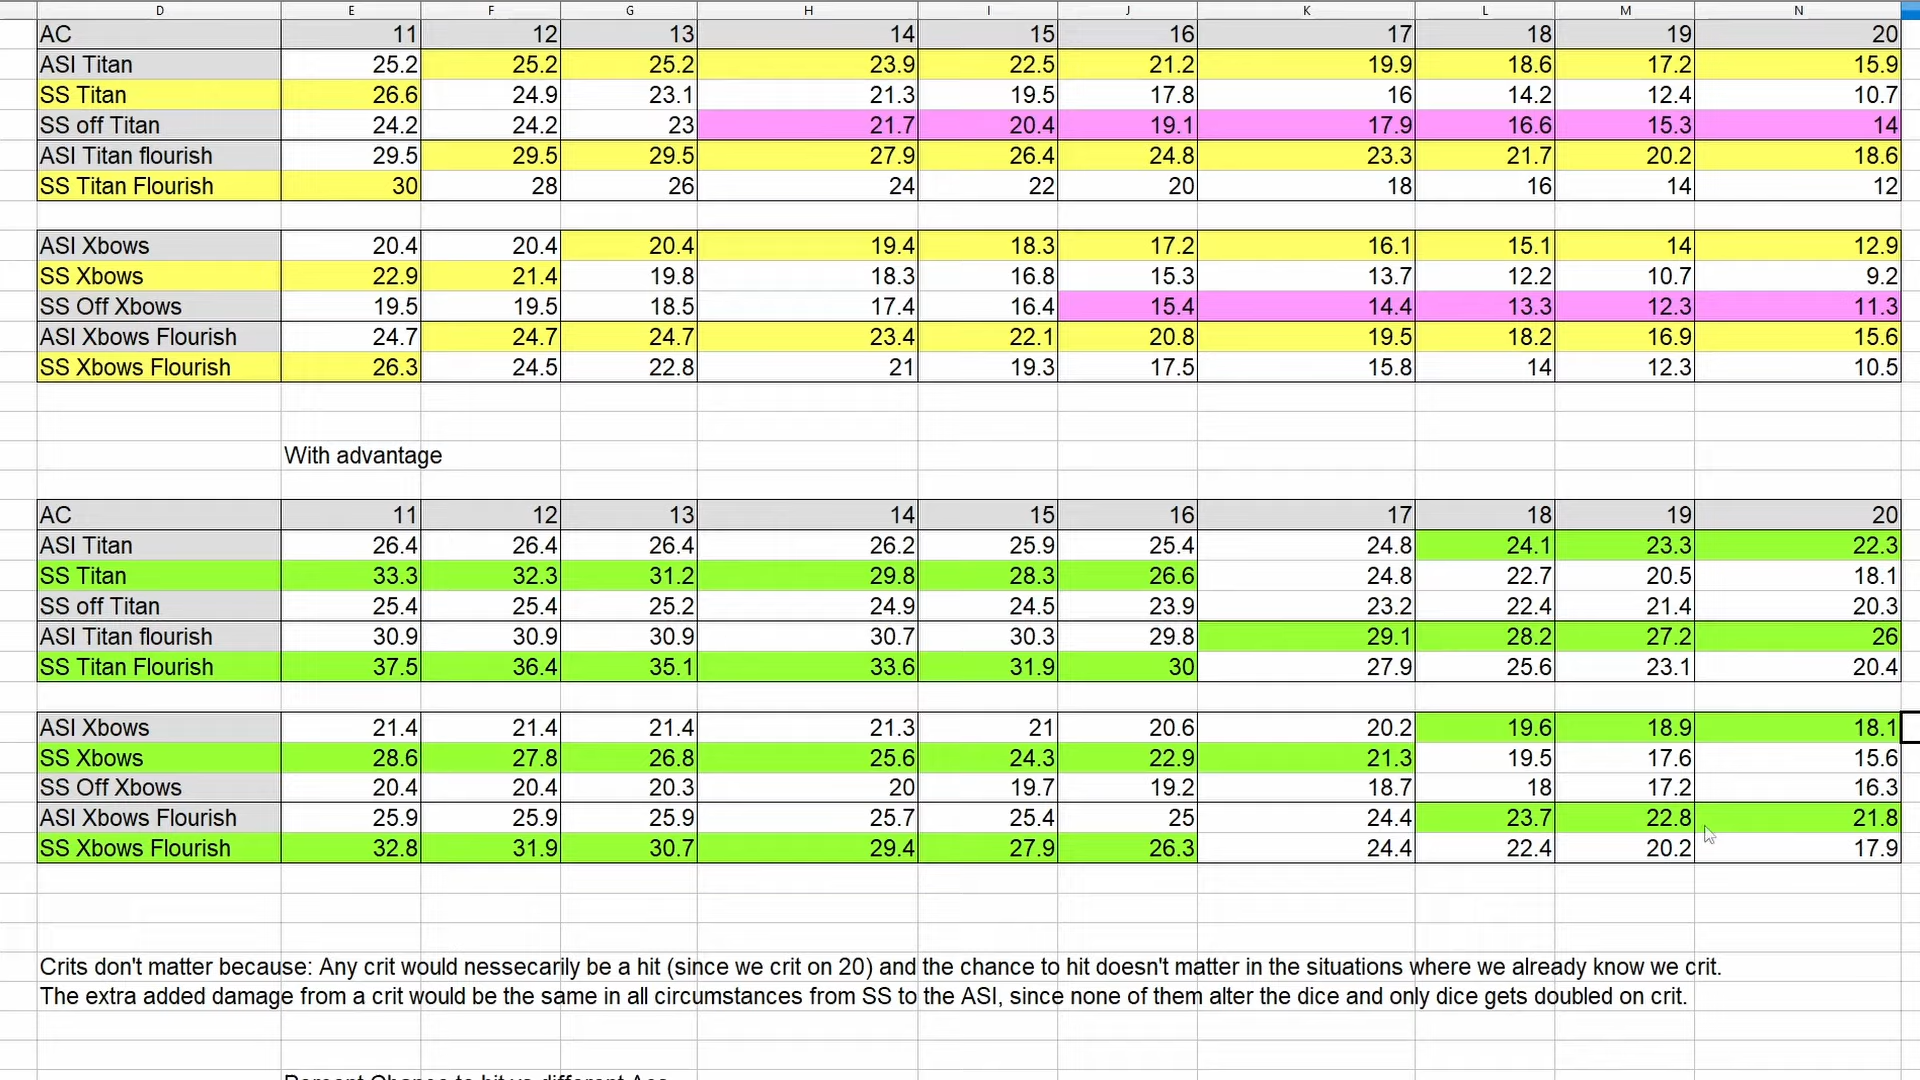 D E F G H I J K L M N
AC 11 12 13 14 15 16 17 18 19 20
ASI Titan 25.2 25.2 25.2 23.9 22.5 21.2 19.9 18.6 17.2 15.9
SS Titan 26.6 24.9 23.1 21.3 19.5 17.8 16 14.2 12.4 10.7
SS off Titan 24.2 24.2 23 21.7 20.4 19.1 17.9 16.6 15.3 14
ASI Titan flourish 29.5 29.5 29.5 27.9 26.4 24.8 23.3 21.7 20.2 18.6
SS Titan Flourish 30 28 26 24 22 20 18 16 14 12
ASI Xbows 20.4 20.4 20.4 19.4 18.3 17.2 16.1 15.1 14 12.9
SS Xbows 22.9 21.4 19.8 18.3 16.8 15.3 13.7 12.2 10.7 9.2
SS Off Xbows 19.5 19.5 18.5 17.4 16.4 15.4 14.4 13.3 12.3 11.3
ASI Xbows Flourish 24.7 24.7 24.7 23.4 22.1 20.8 19.5 18.2 16.9 15.6
SS Xbows Flourish 26.3 24.5 22.8 21 19.3 17.5 15.8 14 12.3 10.5
With advantage
AC 11 12 13 14 15 16 17 18 19 20
ASI Titan 26.4 26.4 26.4 26.2 25.9 25.4 24.8 24.1 23.3 22.3
SS Titan 33.3 32.3 31.2 29.8 28.3 26.6 24.8 22.7 20.5 18.1
SS off Titan 25.4 25.4 25.2 24.9 24.5 23.9 23.2 22.4 21.4 20.3
ASI Titan flourish 30.9 30.9 30.9 30.7 30.3 29.8 29.1 28.2 27.2 26
SS Titan Flourish 37.5 36.4 35.1 33.6 31.9 30 27.9 25.6 23.1 20.4
ASI Xbows 21.4 21.4 21.4 21.3 21 20.6 20.2 19.6 18.9 18.1
SS Xbows 28.6 27.8 26.8 25.6 24.3 22.9 21.3 19.5 17.6 15.6
SS Off Xbows 20.4 20.4 20.3 20 19.7 19.2 18.7 18 17.2 16.3
ASI Xbows Flourish 25.9 25.9 25.9 25.7 25.4 25 24.4 23.7 22.8 21.8
SS Xbows Flourish 32.8 31.9 30.7 29.4 27.9 26.3 24.4 22.4 20.2 17.9
Crits don't matter because: Any crit would nessecarily be a hit (since we crit on 20) and the chance to hit doesn't matter in the situations where we already know we crit.
The extra added damage from a crit would be the same in all circumstances from SS to the ASI, since none of them alter the dice and only dice gets doubled on crit.
Percent Chance to hit vs different Acs